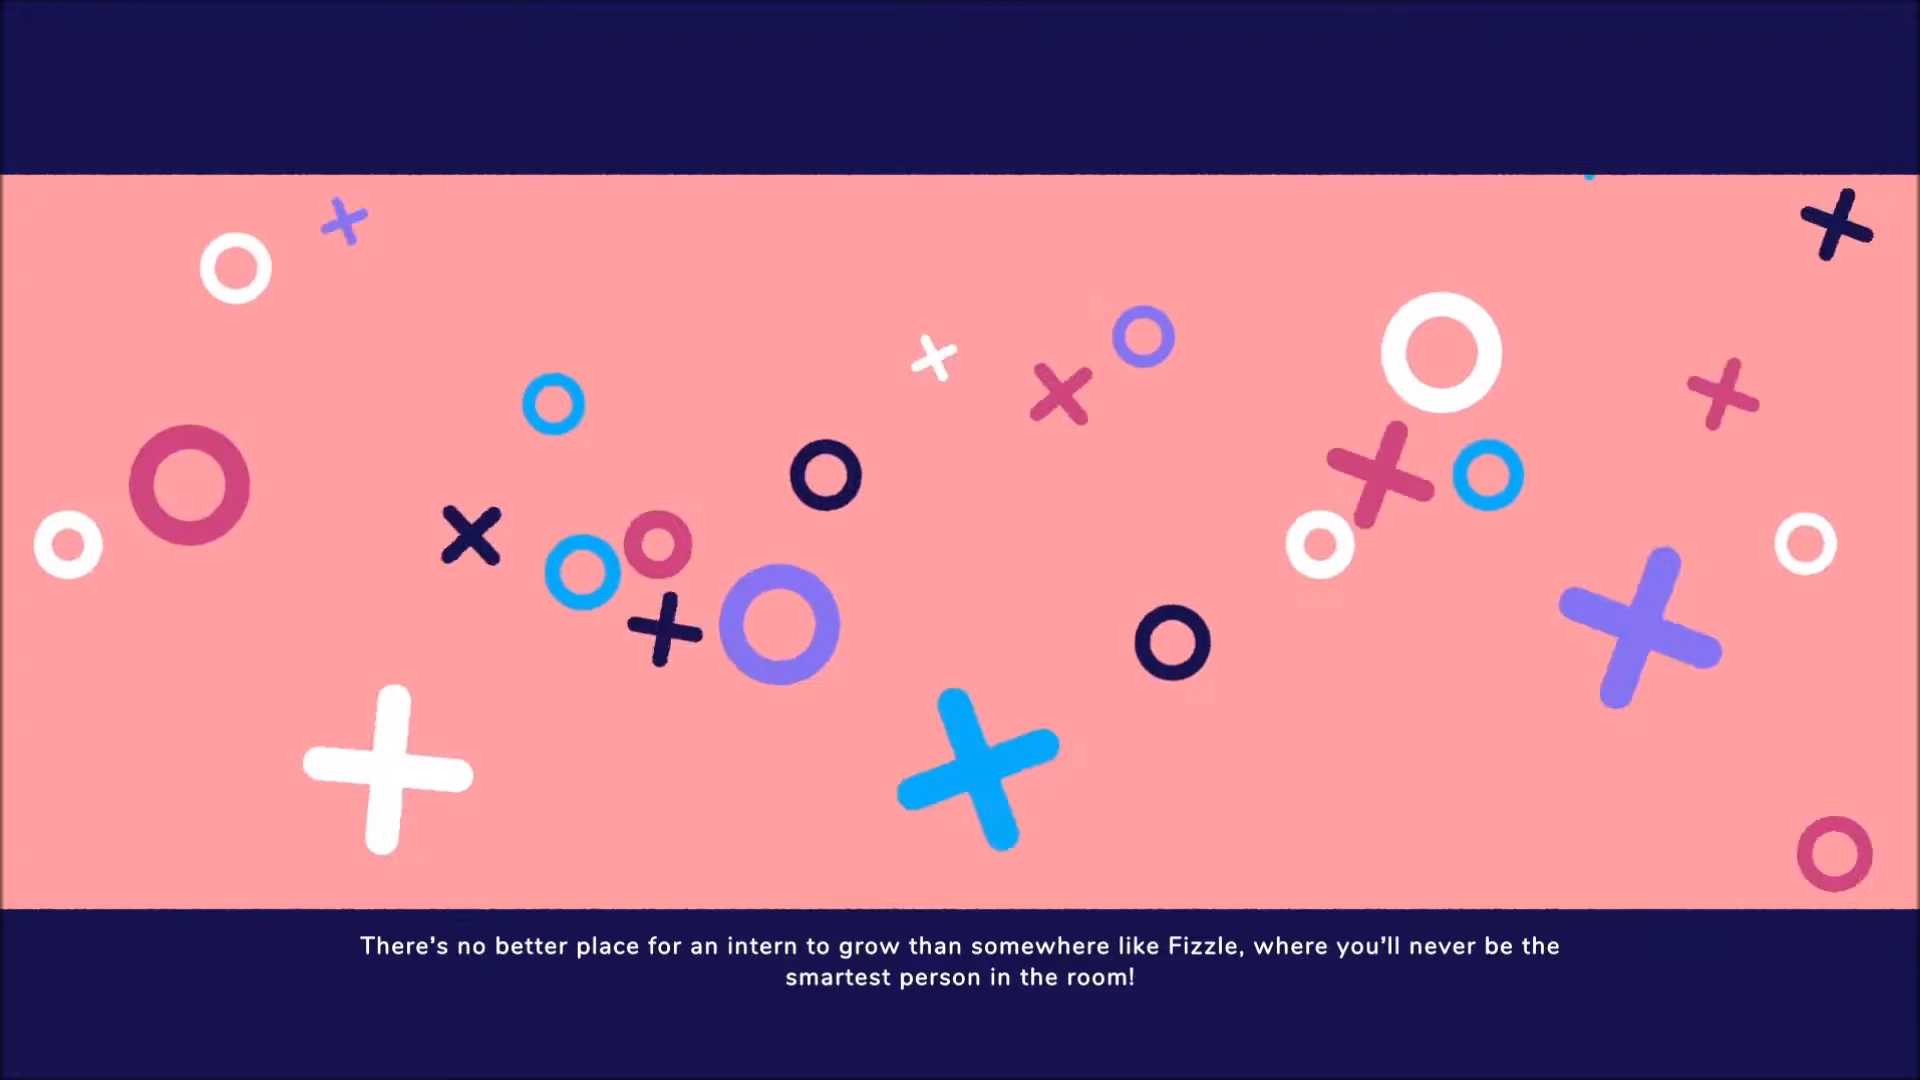 There’s no better place for an intern to grow than somewhere like Fizzle, where you’ll never be the
smartest person in the room!